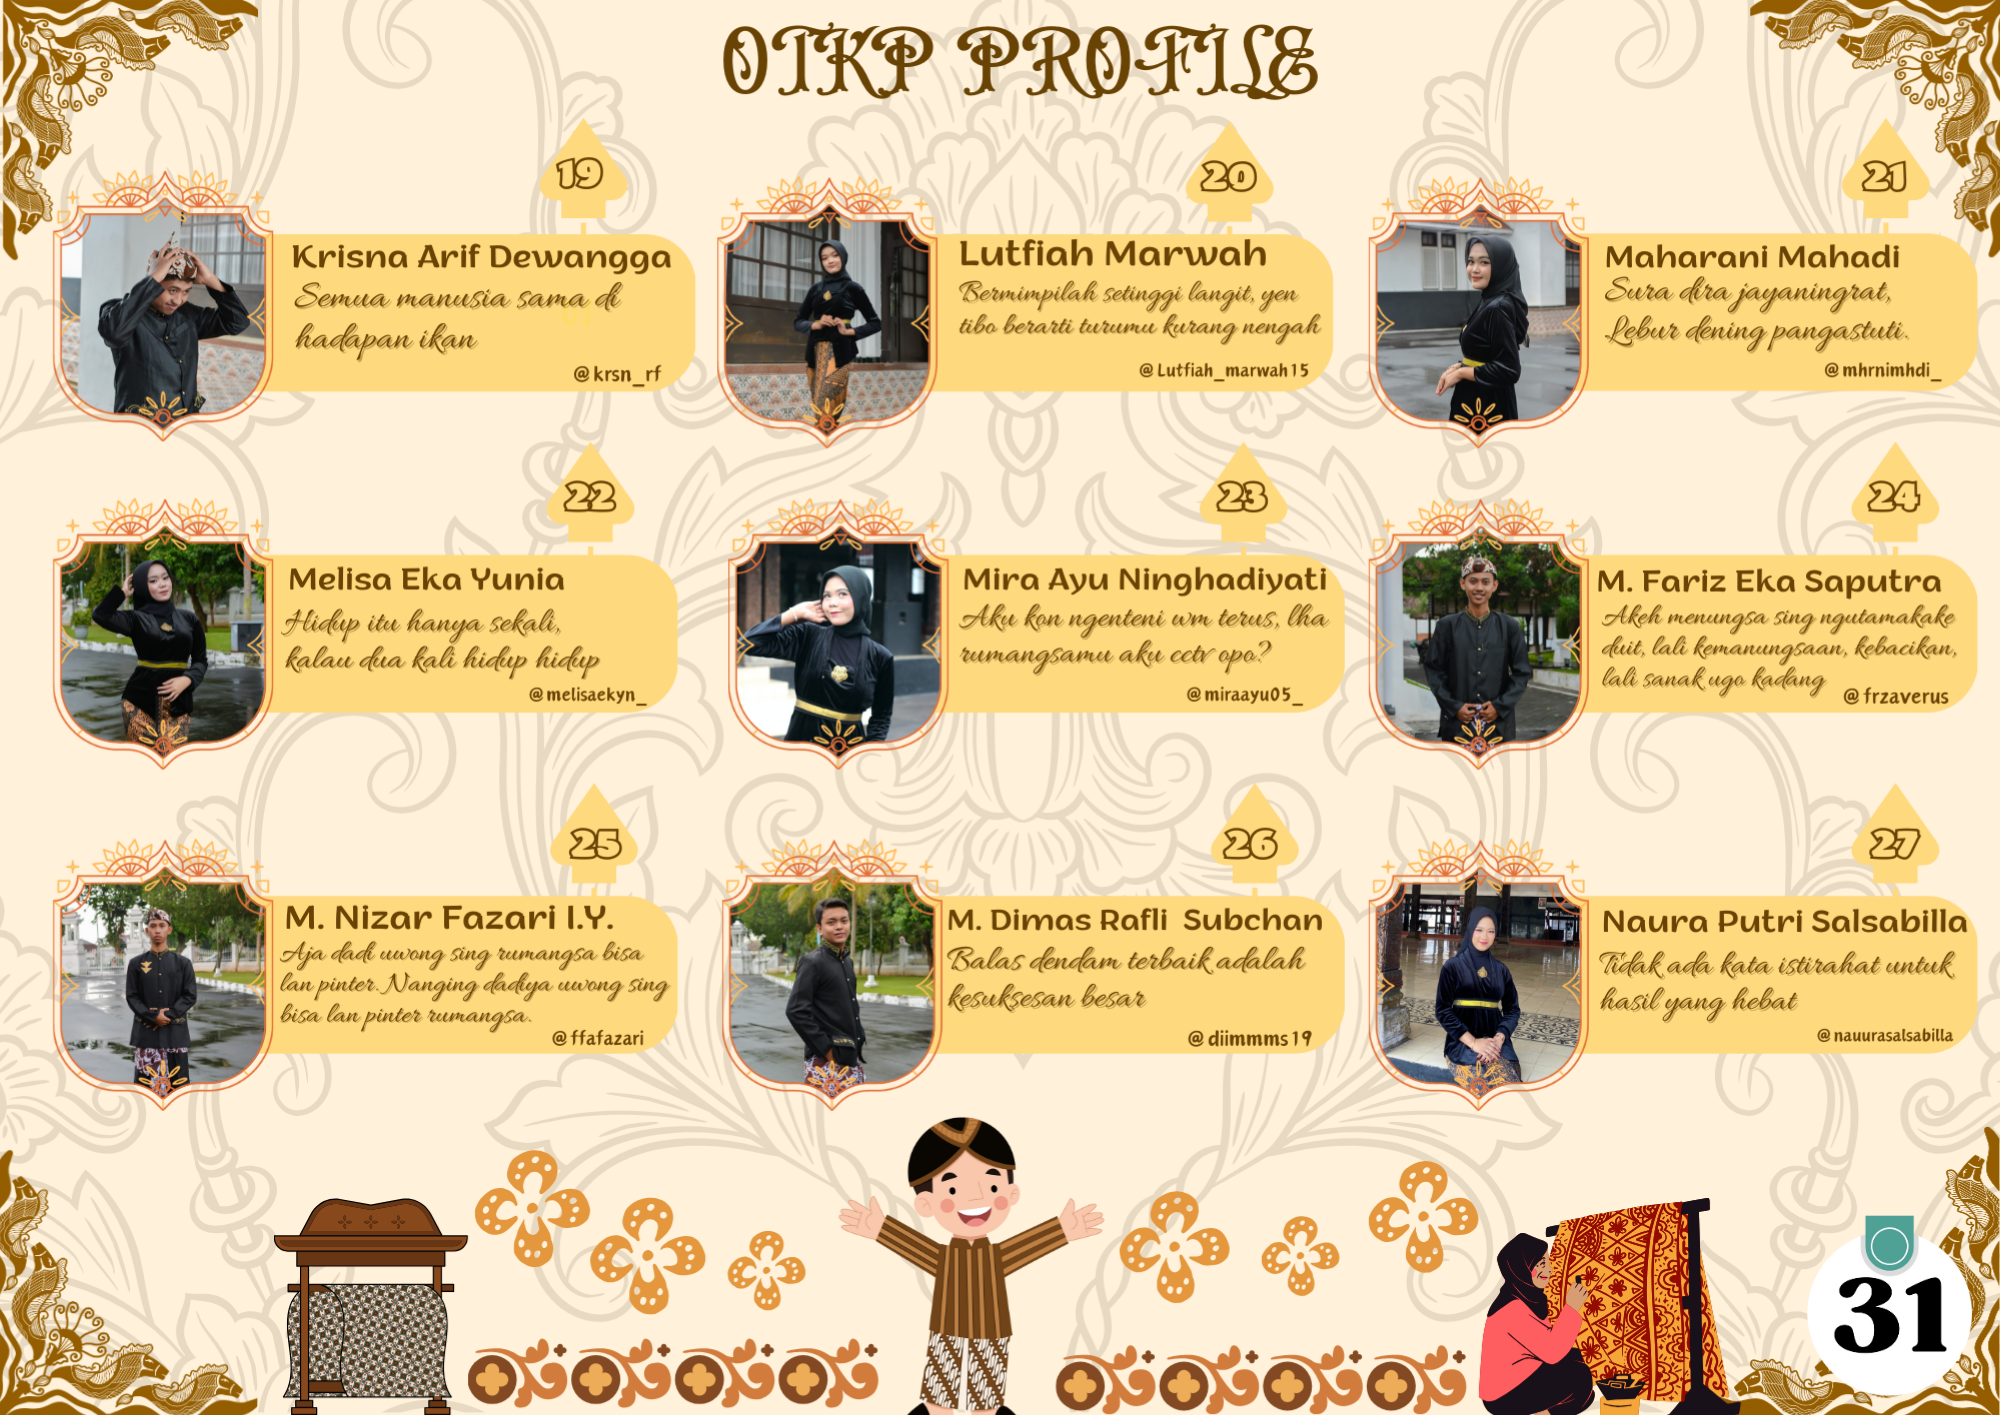 OTKP PROFILE
19
Krisna Arif Dewangga
Semua manusia sama di
hadapan ikan
@krsn_rf
20
Lutfiah Marwah
Bermimpilah setinggi langit, yen
tibo berarti turumu kurang nengah
@Lutfiah_marwah15
21
Maharani Mahadi
Sura dira jayaningrat,
Lebur dening pangastuti.
@mhrnimhdi_
22
Melisa Eka Yunia
Hidup itu hanya sekali,
kalau dua kali hidup hidup
@melisaekyn_
23
Mira Ayu Ninghadiyati
Aku kon ngenteni wm terus, lha
rumangsamu aku cctv opo?
@miraayu05_
24
M. Fariz Eka Saputra
Akeh menungsa sing ngutamakake
duit, lali kemanungsaan, kebacikan,
lali sanak ugo kadang
@frzaverus
25
M. Nizar Fazari I.Y.
Aja dadi uwong sing rumangsa bisa
lan pinter. Nanging dadiya uwong sing
bisa lan pinter rumangsa.
@ffafazari
26
M. Dimas Rafli Subchan
Balas dendam terbaik adalah
kesuksesan besar
@diimmms19
27
Naura Putri Salsabilla
Tidak ada kata istirahat untuk
hasil yang hebat
@nauurasalsabilla
31